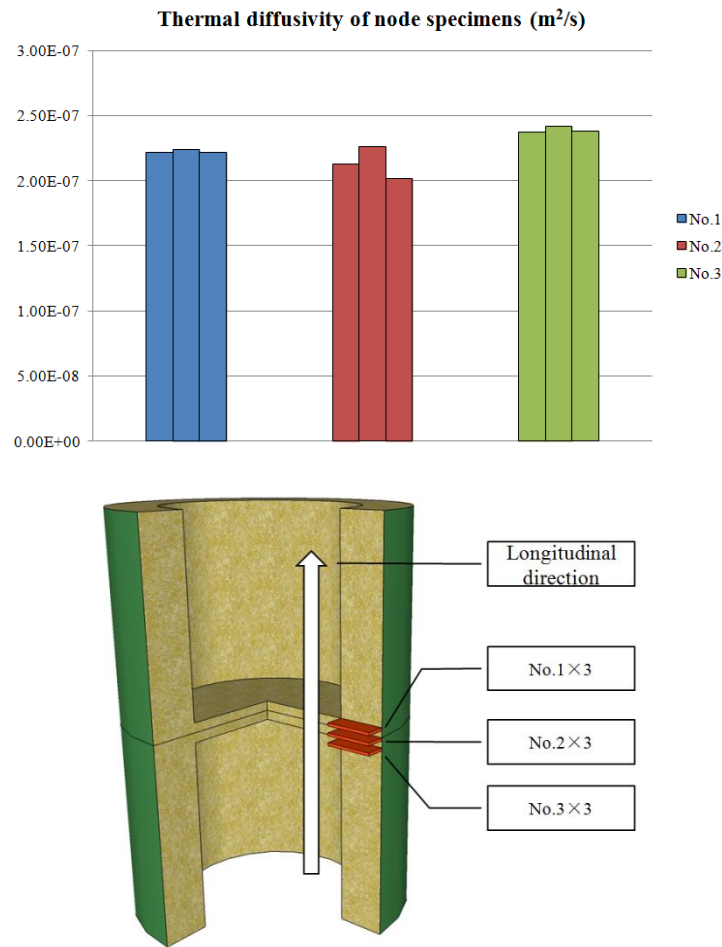 Thermal diffusivity of node specimens (m²/s)
3.00E-07
2.50E-07
2.00E-07
1.50E-07
1.00E-07
5.00E-08
0.00E+00
No.1
No.2
No.3
Longitudinal
direction
No.1×3
No.2×3
No.3×3